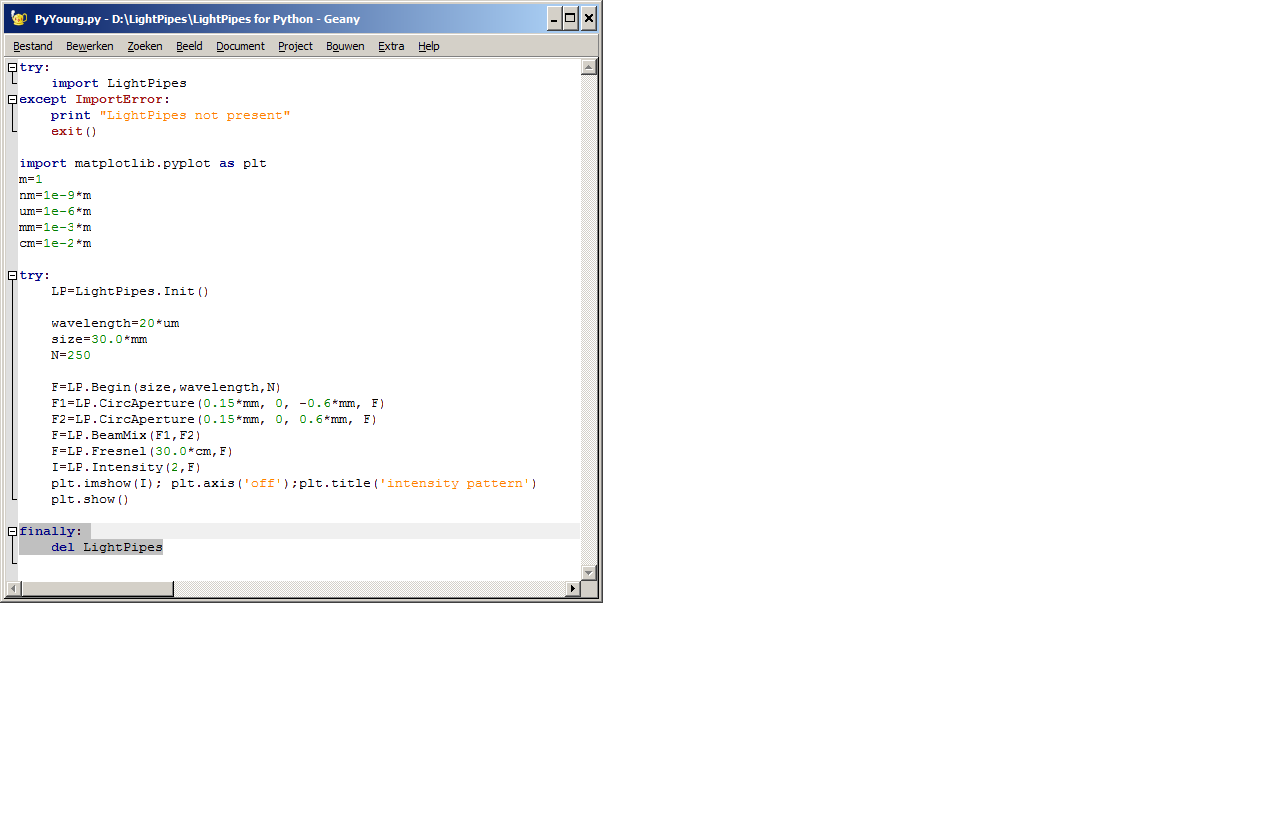 PyYoung.py - D:\LightPipes\LightPipes for Python - Geany
Bestand Bewerken Zoeken Beeld Document Project Bouwen Extra Help
try:
    import LightPipes
except ImportError:
    print "LightPipes not present"
    exit()

import matplotlib.pyplot as plt
m=1
nm=1e-9*m
um=1e-6*m
mm=1e-3*m
cm=1e-2*m

try:
    LP=LightPipes.Init()

    wavelength=20*um
    size=30.0*mm
    N=250

    F=LP.Begin(size,wavelength,N)
    F1=LP.CircAperture(0.15*mm, 0, -0.6*mm, F)
    F2=LP.CircAperture(0.15*mm, 0, 0.6*mm, F)
    F=LP.BeamMix(F1,F2)
    F=LP.Fresnel(30.0*cm,F)
    I=LP.Intensity(2,F)
    plt.imshow(I); plt.axis('off');plt.title('intensity pattern')
    plt.show()

finally:
    del LightPipes